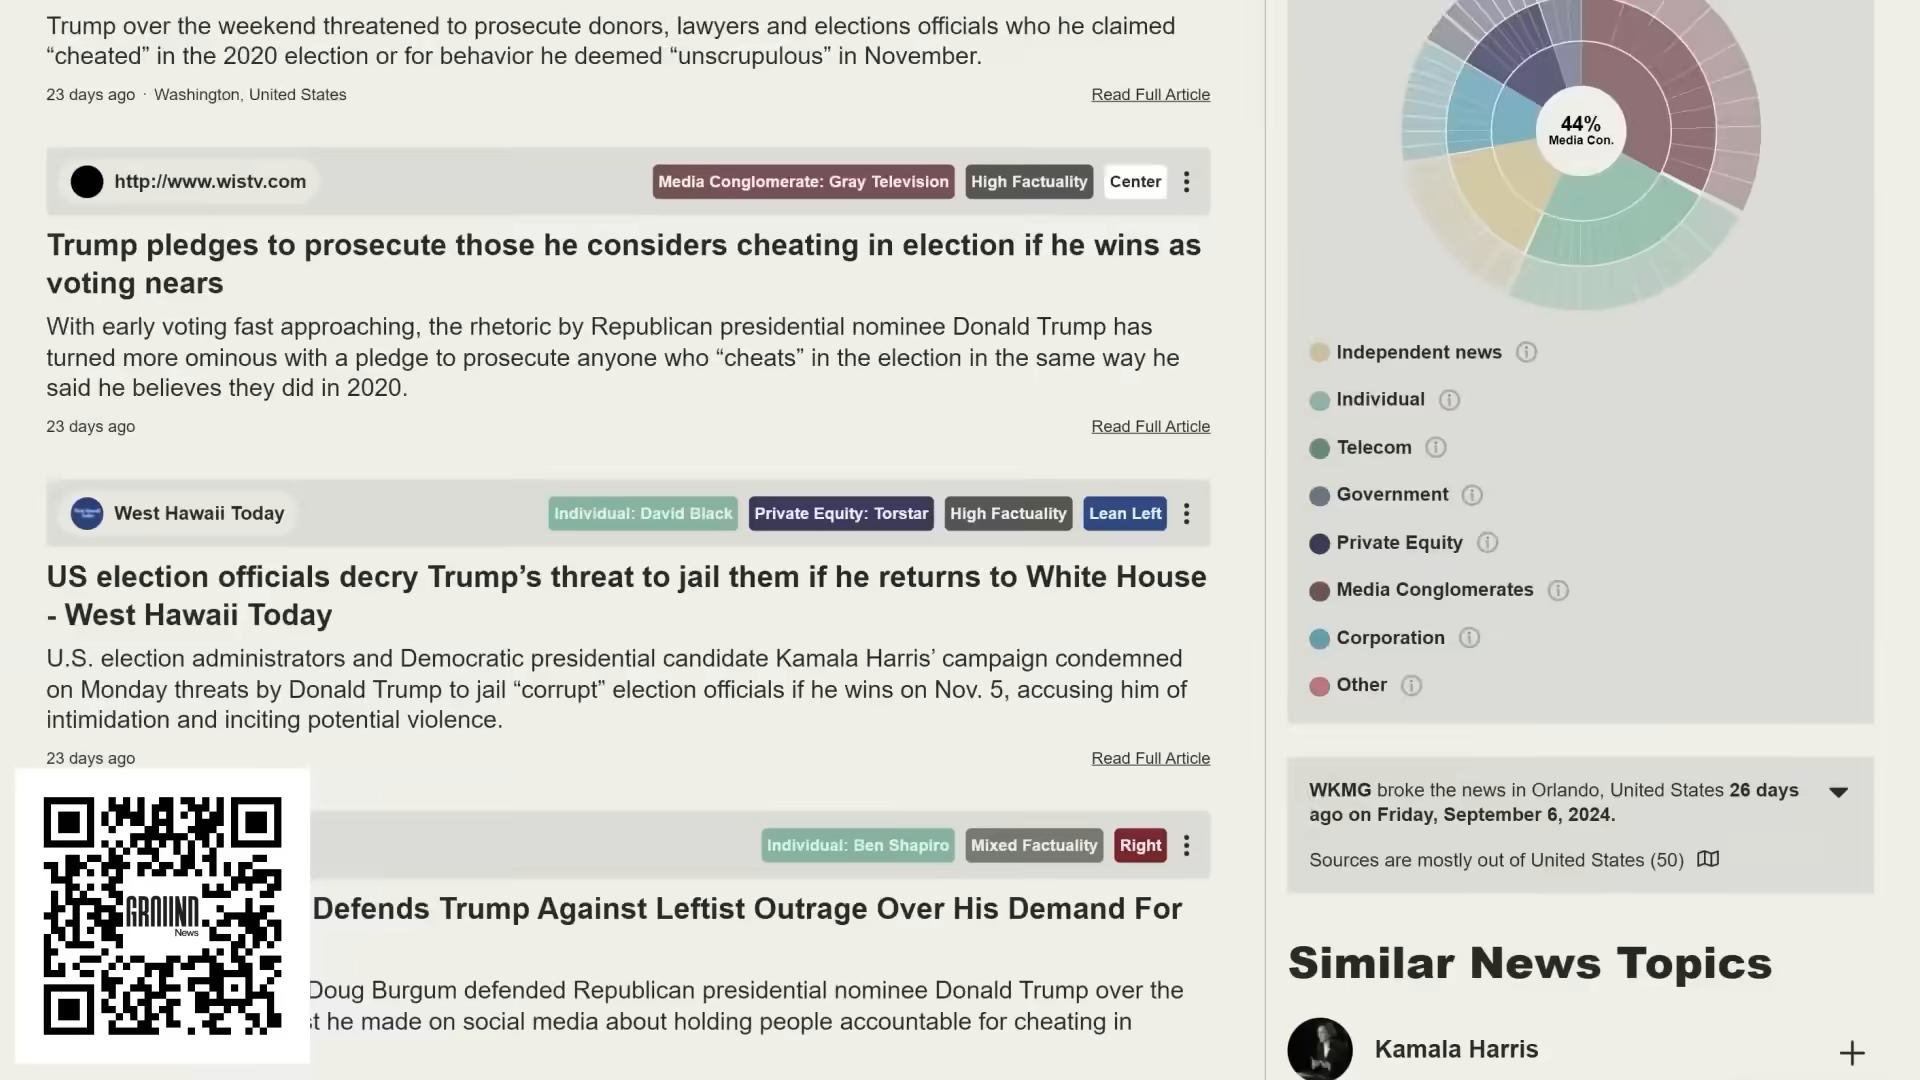 Trump over the weekend threatened to prosecute donors, lawyers and elections officials who he claimed
“cheated” in the 2020 election or for behavior he deemed “unscrupulous” in November.
23 days ago · Washington, United States
Read Full Article
http://www.wistv.com
Media Conglomerate: Gray Television
High Factuality
Center
Trump pledges to prosecute those he considers cheating in election if he wins as
voting nears
With early voting fast approaching, the rhetoric by Republican presidential nominee Donald Trump has
turned more ominous with a pledge to prosecute anyone who “cheats” in the election in the same way he
said he believes they did in 2020.
23 days ago
Read Full Article
West Hawaii Today
Individual: David Black
Private Equity: Torstar
High Factuality
Lean Left
US election officials decry Trump’s threat to jail them if he returns to White House
- West Hawaii Today
U.S. election administrators and Democratic presidential candidate Kamala Harris’ campaign condemned
on Monday threats by Donald Trump to jail “corrupt” election officials if he wins on Nov. 5, accusing him of
intimidation and inciting potential violence.
23 days ago
Read Full Article
Individual: Ben Shapiro
Mixed Factuality
Right
Defends Trump Against Leftist Outrage Over His Demand For
Doug Burgum defended Republican presidential nominee Donald Trump over the
he made on social media about holding people accountable for cheating in
GROUND
News
44%
Media Con.
Independent news
Individual
Telecom
Government
Private Equity
Media Conglomerates
Corporation
Other
WKMG broke the news in Orlando, United States 26 days
ago on Friday, September 6, 2024.
Sources are mostly out of United States (50)
Similar News Topics
Kamala Harris